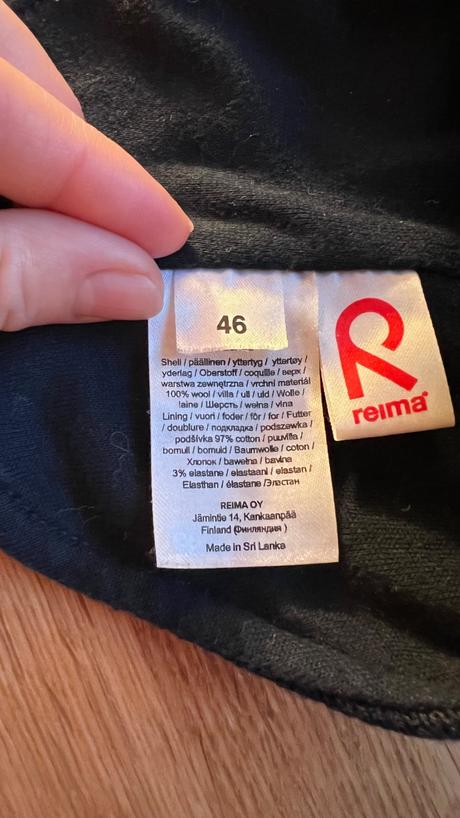 46
Shell / päällinen / yttertyg / yttertøy /
yderlag / Oberstoff / coquille / верх /
warstwa zewnętrzna / vrchní materiál
100% wool / villa / ull / uld / Wolle /
laine / Шерсть / wełna / vlna
Lining / vuori / foder / fôr / for / Futter
/ doublure / подкладка / podszewka /
podšívka 97% cotton / puuvilla /
bomull / bomuld / Baumwolle / coton /
Хлопок / bawełna / bavlna
3% elastane / elastaani / elastan /
Elasthan / élastane /Эластан
REIMA OY
Jämintie 14, Kankaanpää
Finland (Финляндия )
Made in Sri Lanka
reima